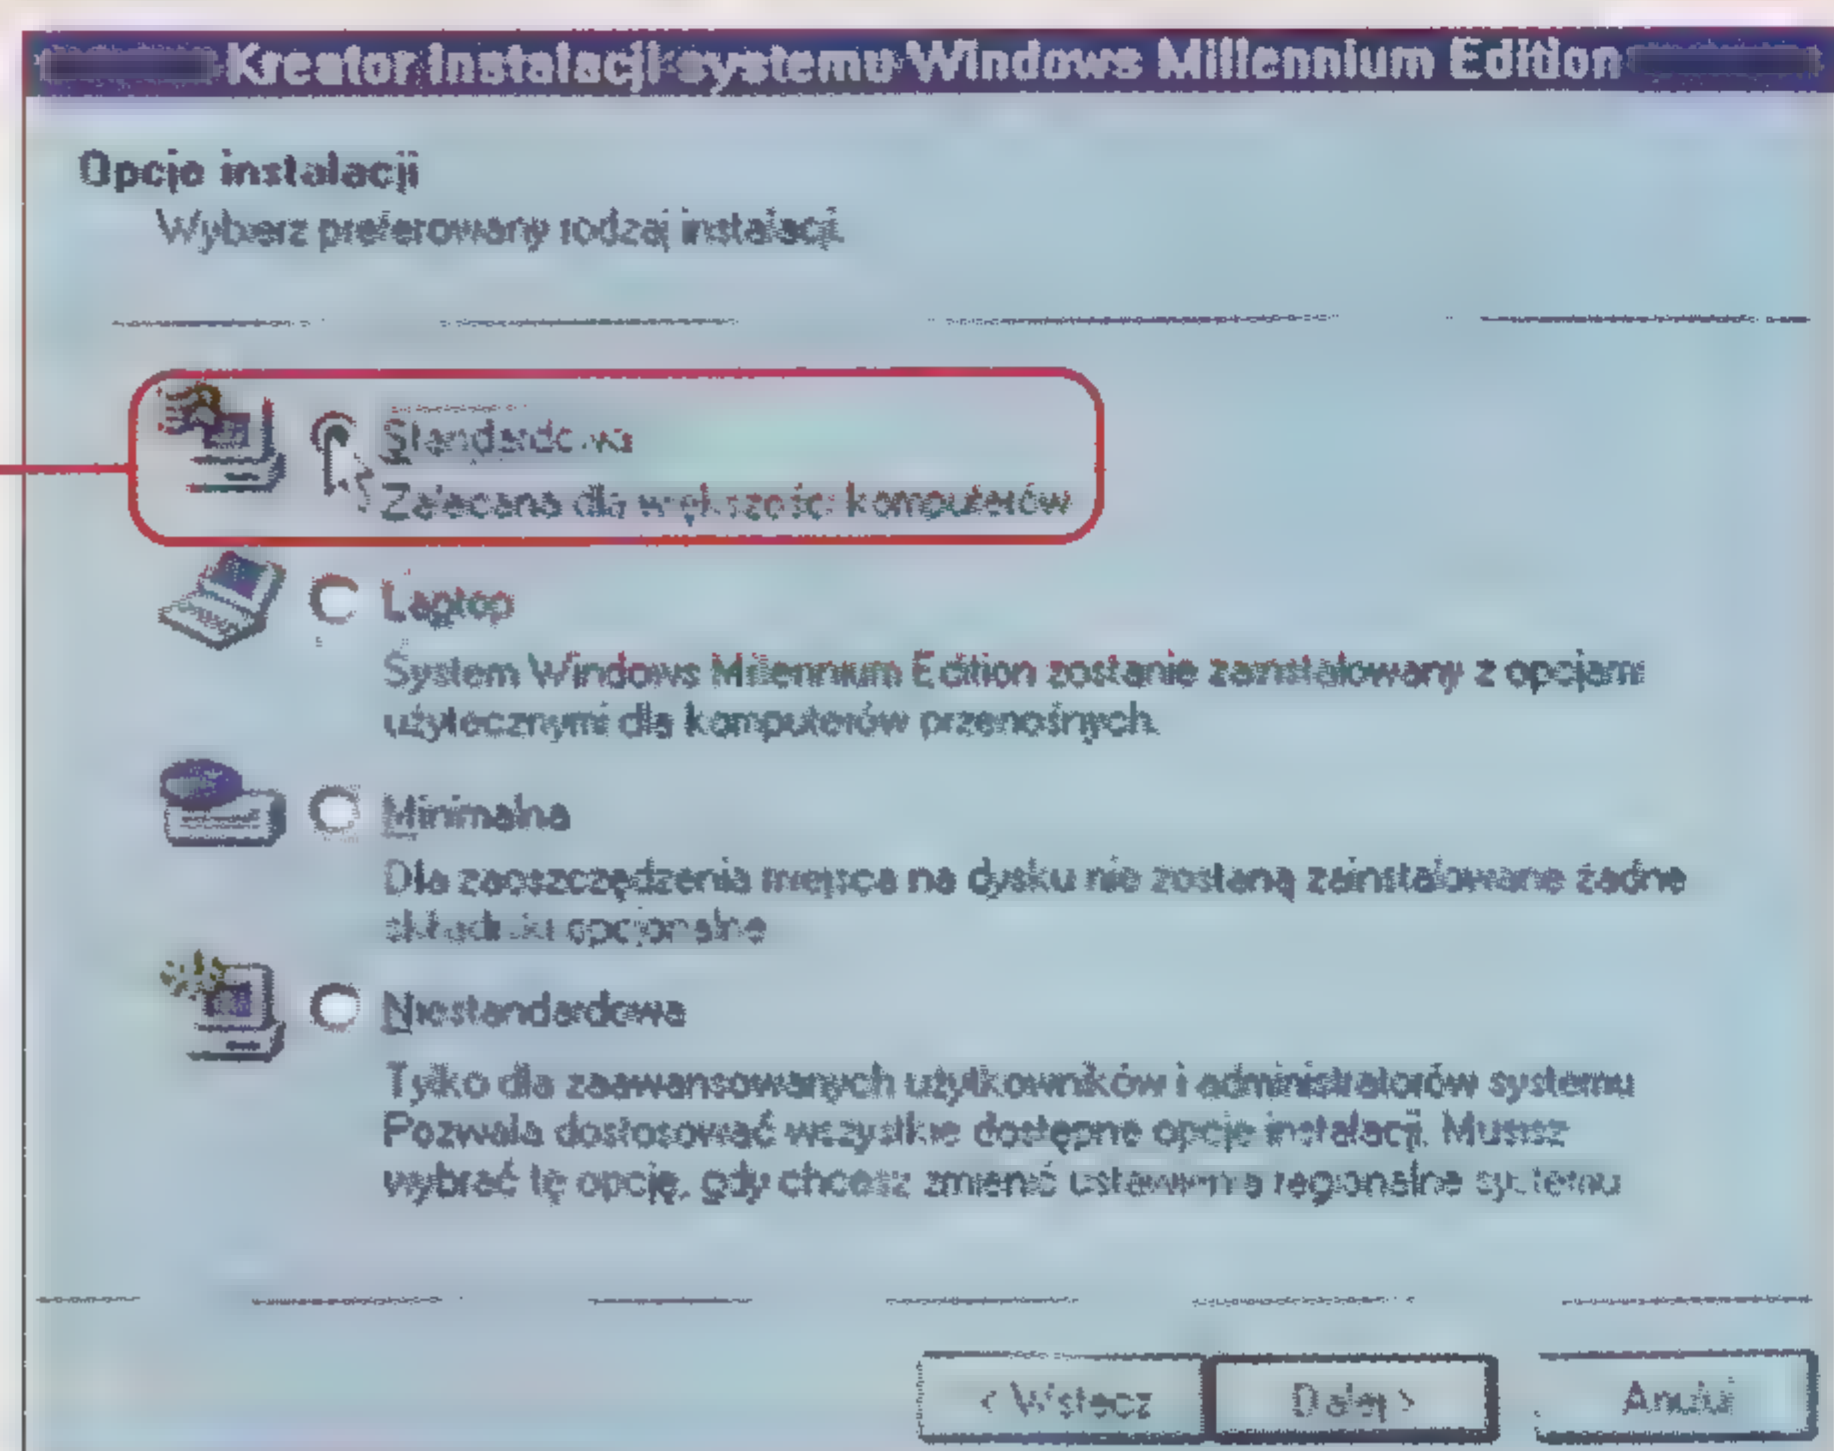 Kreator instalacji systemu Windows Millennium Edition
Opcje instalacji
Wybierz preferowany rodzaj instalacji.
Standardowa
Zalecana dla większości komputerów
Laptop
System Windows Millennium Edition zostanie zainstalowany z opcjami
użytecznymi dla komputerów przenośnych.
Minimalna
Dla zaoszczędzenia miejsca na dysku nie zostaną zainstalowane żadne
składniki opcjonalne
Niestandardowa
Tylko dla zaawansowanych użytkowników i administratorów systemu
Pozwala dostosować wszystkie dostępne opcje instalacji. Musisz
wybrać tę opcję, gdy chcesz zmienić ustawienia regionalne systemu
< Wstecz
Dalej >
Anuluj